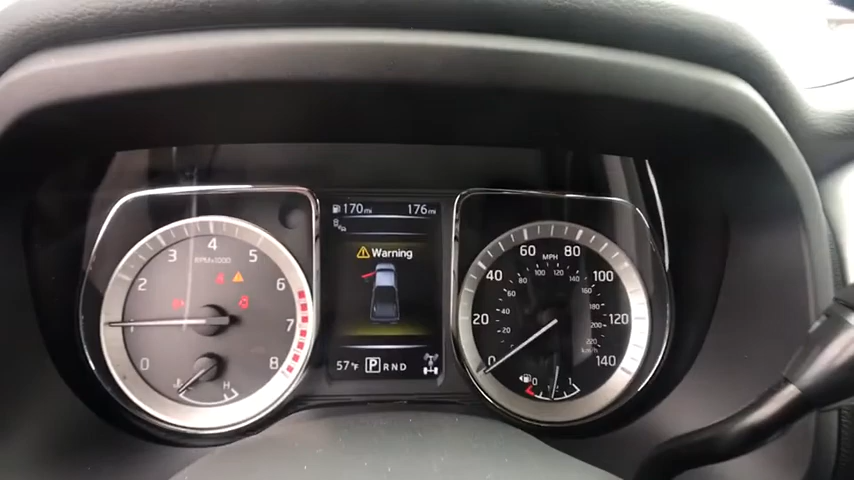 170mi 176mi
Warning
57°F P RND
0 1 2 3 4 5 6 7 8
RPM×1000
H
0 20 40 60 80 100 120 140
MPH
20 40 60 80 100 120 140 160 180 200 220
km/h